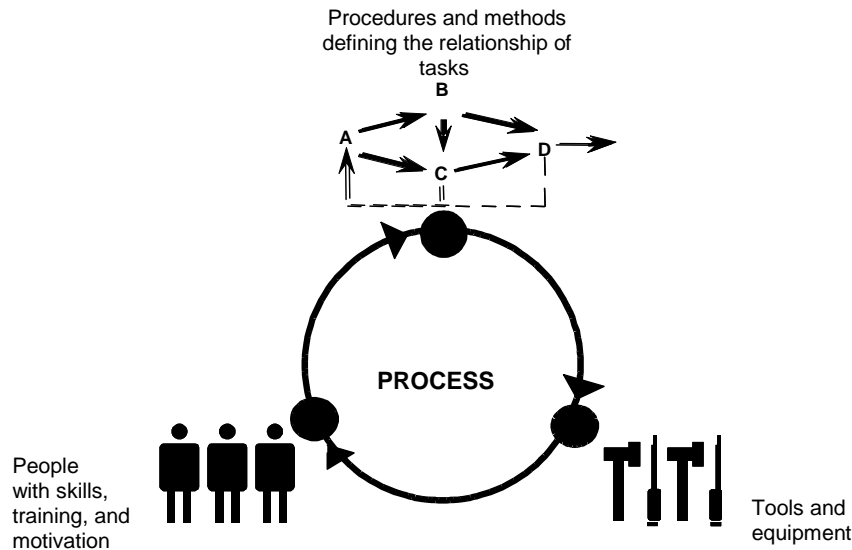 Procedures and methods
defining the relationship of
tasks
B
A
D
C
PROCESS
People
with skills,
training, and
motivation
Tools and
equipment